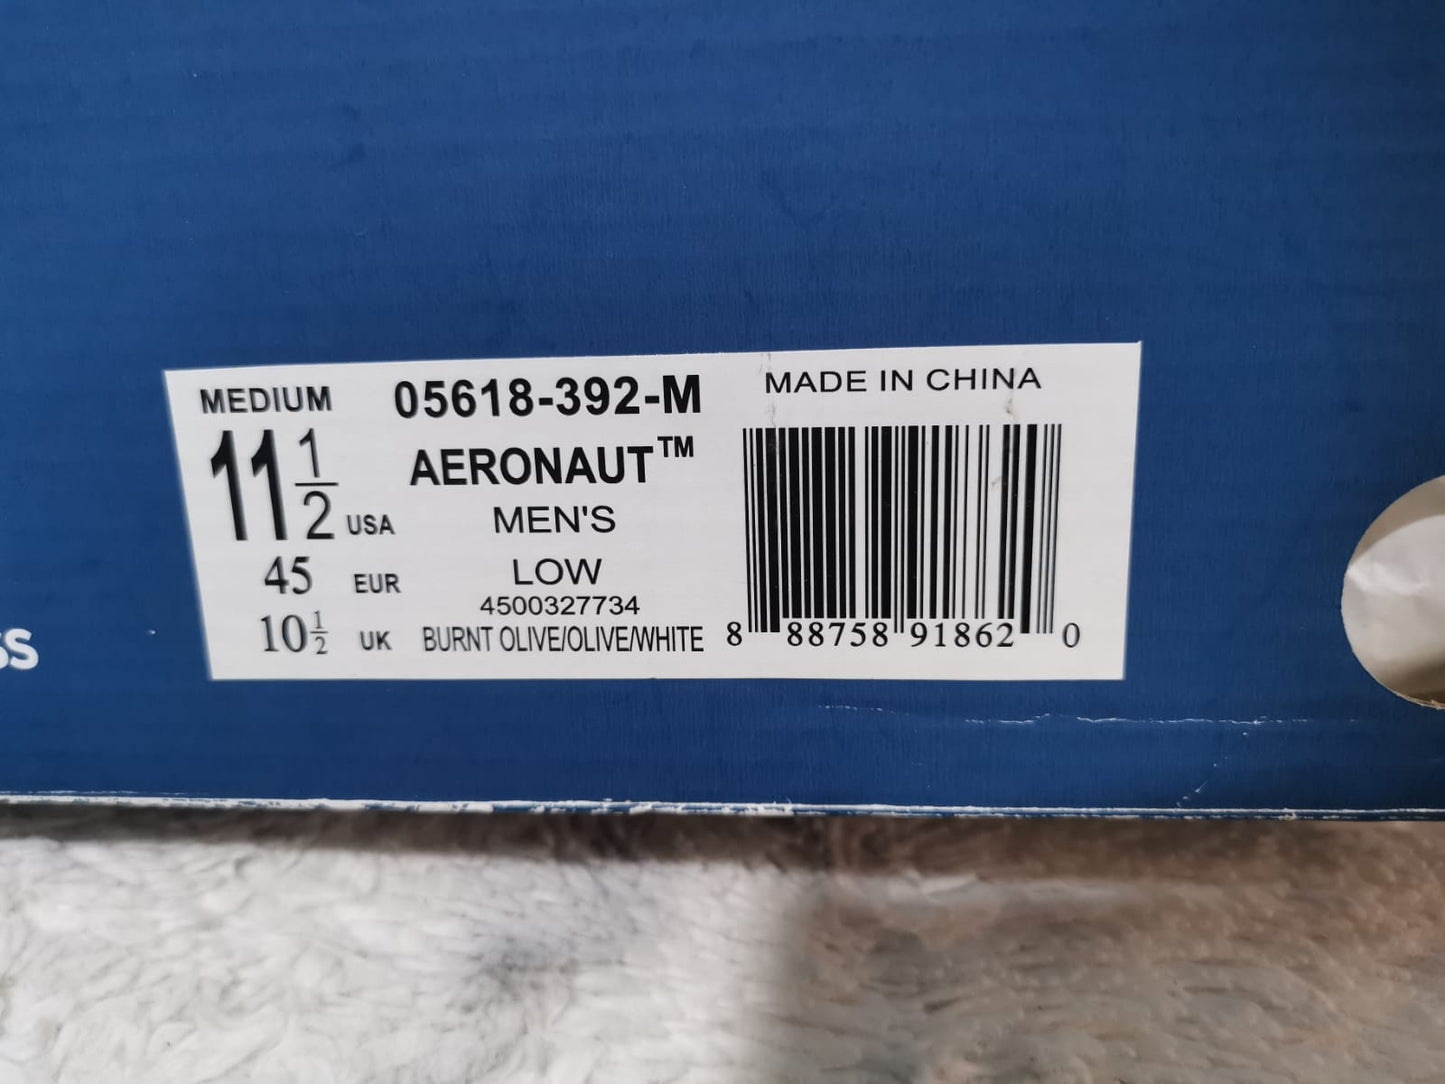 MEDIUM 05618-392-M MADE IN CHINA
11 1/2 USA AERONAUT™
MEN'S
LOW
45 EUR
4500327734
10 1/2 UK BURNT OLIVE/OLIVE/WHITE 8 88758 91862 0